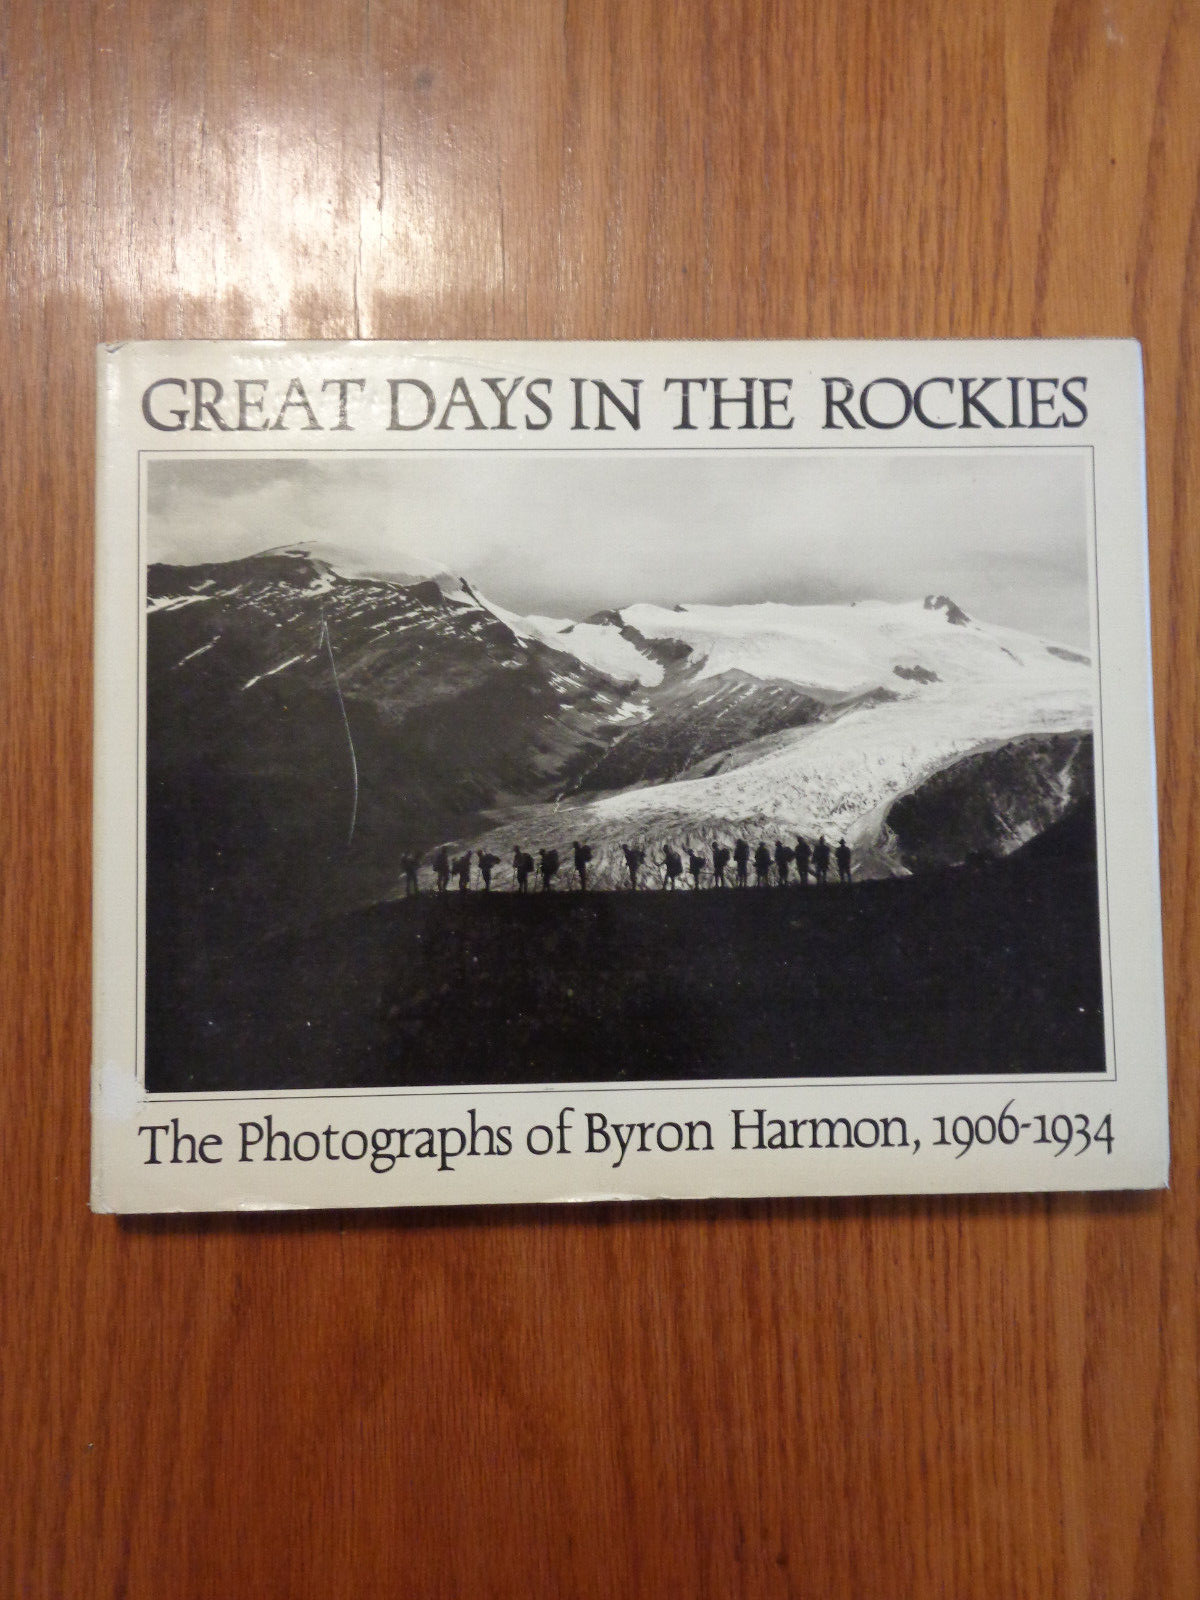 GREAT DAYS IN THE ROCKIES
The Photographs of Byron Harmon, 1906-1934